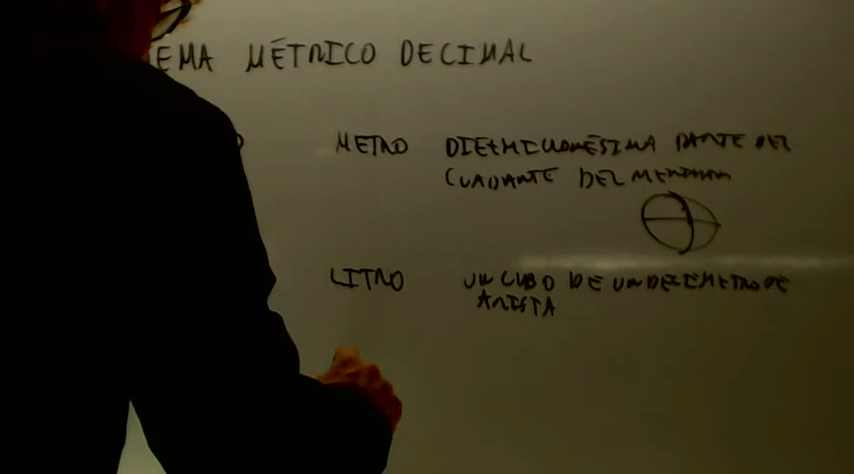 EMA MÉTRICO DECIMAL
METRO DIEZMILLONÉSIMA PARTE DEL
CUADRANTE DEL
LITRO UN CUBO DE UN DECÍMETRO DE
ARISTA